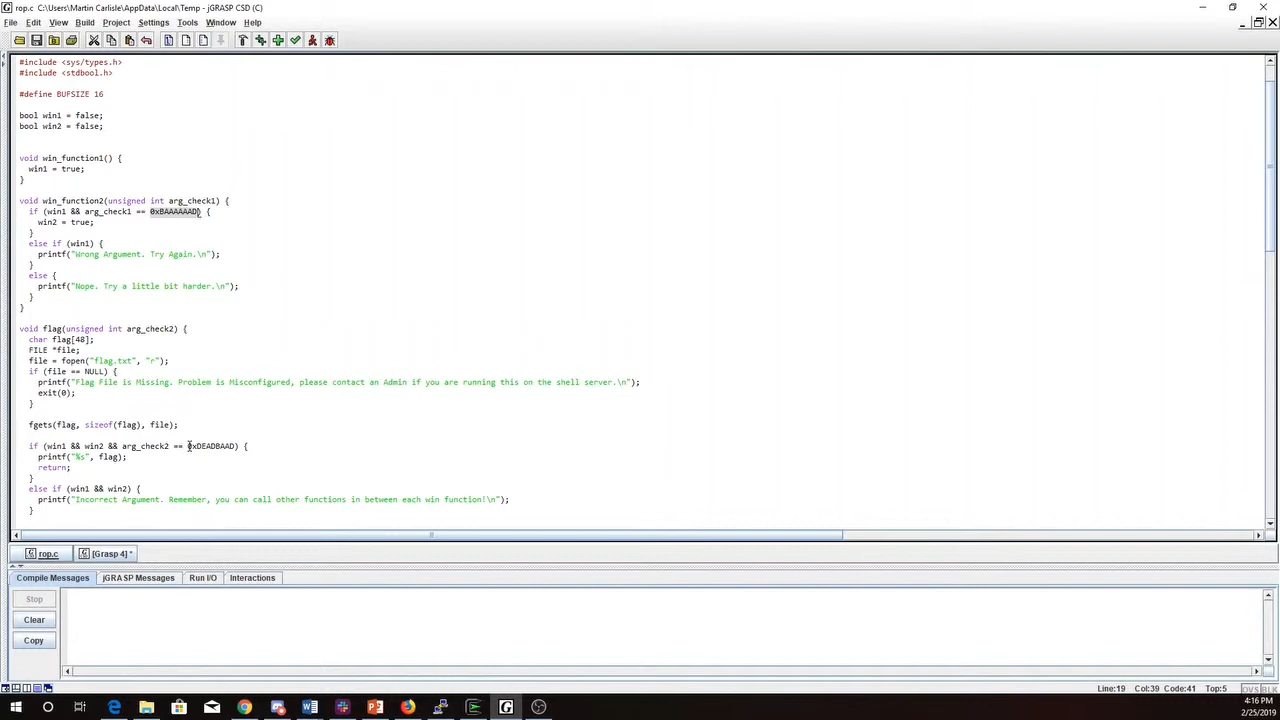 rop.c  C:\Users\Martin Carlisle\AppData\Local\Temp - jGRASP CSD (C)
File Edit View Build Project Settings Tools Window Help
#include <sys/types.h>
#include <stdbool.h>
#define BUFSIZE 16
bool win1 = false;
bool win2 = false;
void win_function1() {
  win1 = true;
}
void win_function2(unsigned int arg_check1) {
  if (win1 && arg_check1 == 0xBAAAAAAD) {
    win2 = true;
  }
  else if (win1) {
    printf("Wrong Argument. Try Again.\n");
  }
  else {
    printf("Nope. Try a little bit harder.\n");
  }
}
void flag(unsigned int arg_check2) {
  char flag[48];
  FILE *file;
  file = fopen("flag.txt", "r");
  if (file == NULL) {
    printf("Flag File is Missing. Problem is Misconfigured, please contact an Admin if you are running this on the shell server.\n");
    exit(0);
  }
  fgets(flag, sizeof(flag), file);
  if (win1 && win2 && arg_check2 == 0xDEADBAAD) {
    printf("%s", flag);
    return;
  }
  else if (win1 && win2) {
    printf("Incorrect Argument. Remember, you can call other functions in between each win function!\n");
  }
rop.c [Grasp 4] *
Compile Messages jGRASP Messages Run I/O Interactions
Stop
Clear
Copy
Line:19 Col:39 Code:41 Top:5 OVS BLK
4:16 PM
2/25/2019